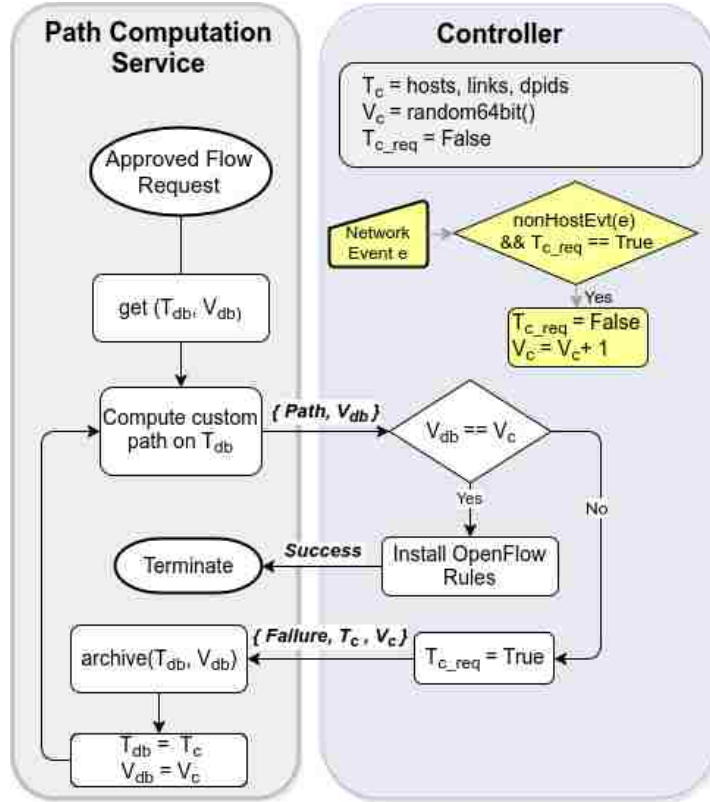 Path Computation
Service
Controller
T_c = hosts, links, dpids
V_c = random64bit()
T_c_req = False
Approved Flow
Request
Network
Event e
nonHostEvt(e)
&& T_c_req == True
Yes
T_c_req = False
V_c = V_c + 1
get (T_db, V_db)
Compute custom
path on T_db
{ Path, V_db }
V_db == V_c
Yes
No
Install OpenFlow
Rules
Success
Terminate
{ Failure, T_c , V_c }
T_c_req = True
archive(T_db, V_db)
T_db = T_c
V_db = V_c